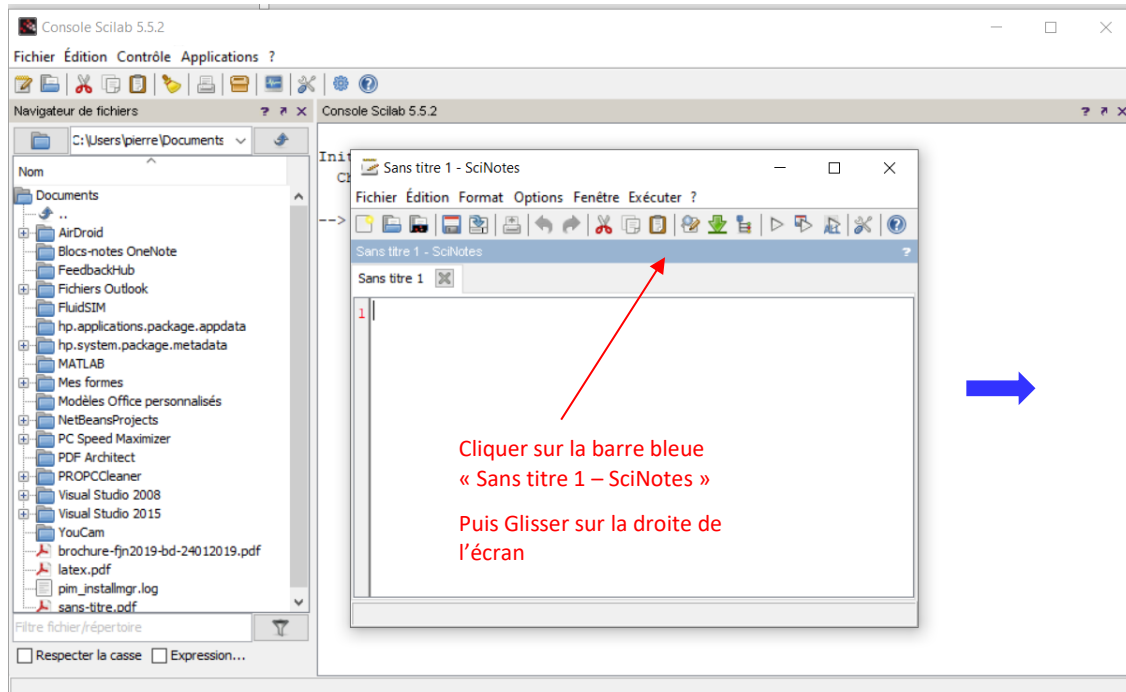 Console Scilab 5.5.2
Fichier Édition Contrôle Applications ?
Navigateur de fichiers
Console Scilab 5.5.2
C:\Users\pierre\Documents
Nom
Documents
..
AirDroid
Blocs-notes OneNote
FeedbackHub
Fichiers Outlook
FluidSIM
hp.applications.package.appdata
hp.system.package.metadata
MATLAB
Mes formes
Modèles Office personnalisés
NetBeansProjects
PC Speed Maximizer
PDF Architect
PROPCCleaner
Visual Studio 2008
Visual Studio 2015
YouCam
brochure-fjn2019-bd-24012019.pdf
latex.pdf
pim_installmgr.log
sans-titre.pdf
Filtre fichier/répertoire
Respecter la casse Expression...
Init
-->
Sans titre 1 - SciNotes
Fichier Édition Format Options Fenêtre Exécuter ?
Sans titre 1 - SciNotes
Sans titre 1
1
Cliquer sur la barre bleue
« Sans titre 1 – SciNotes »
Puis Glisser sur la droite de
l’écran